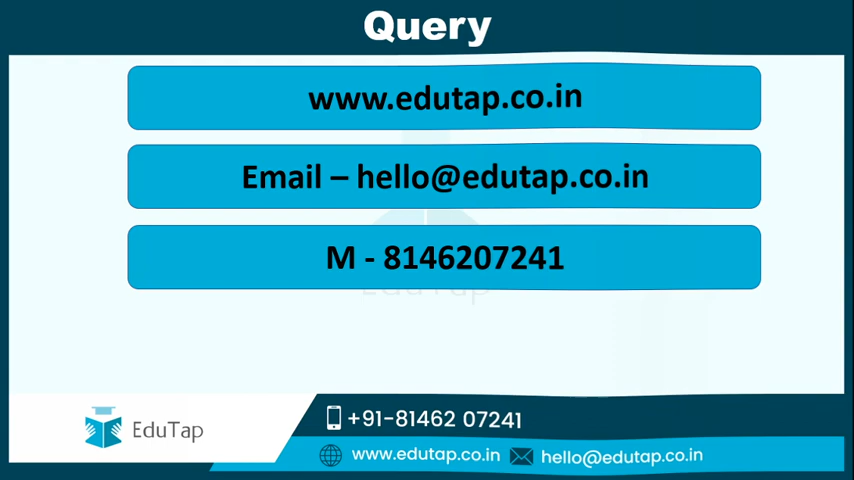 Query
www.edutap.co.in
Email – hello@edutap.co.in
M - 8146207241
EduTap
EduTap
+91-81462 07241
www.edutap.co.in
hello@edutap.co.in